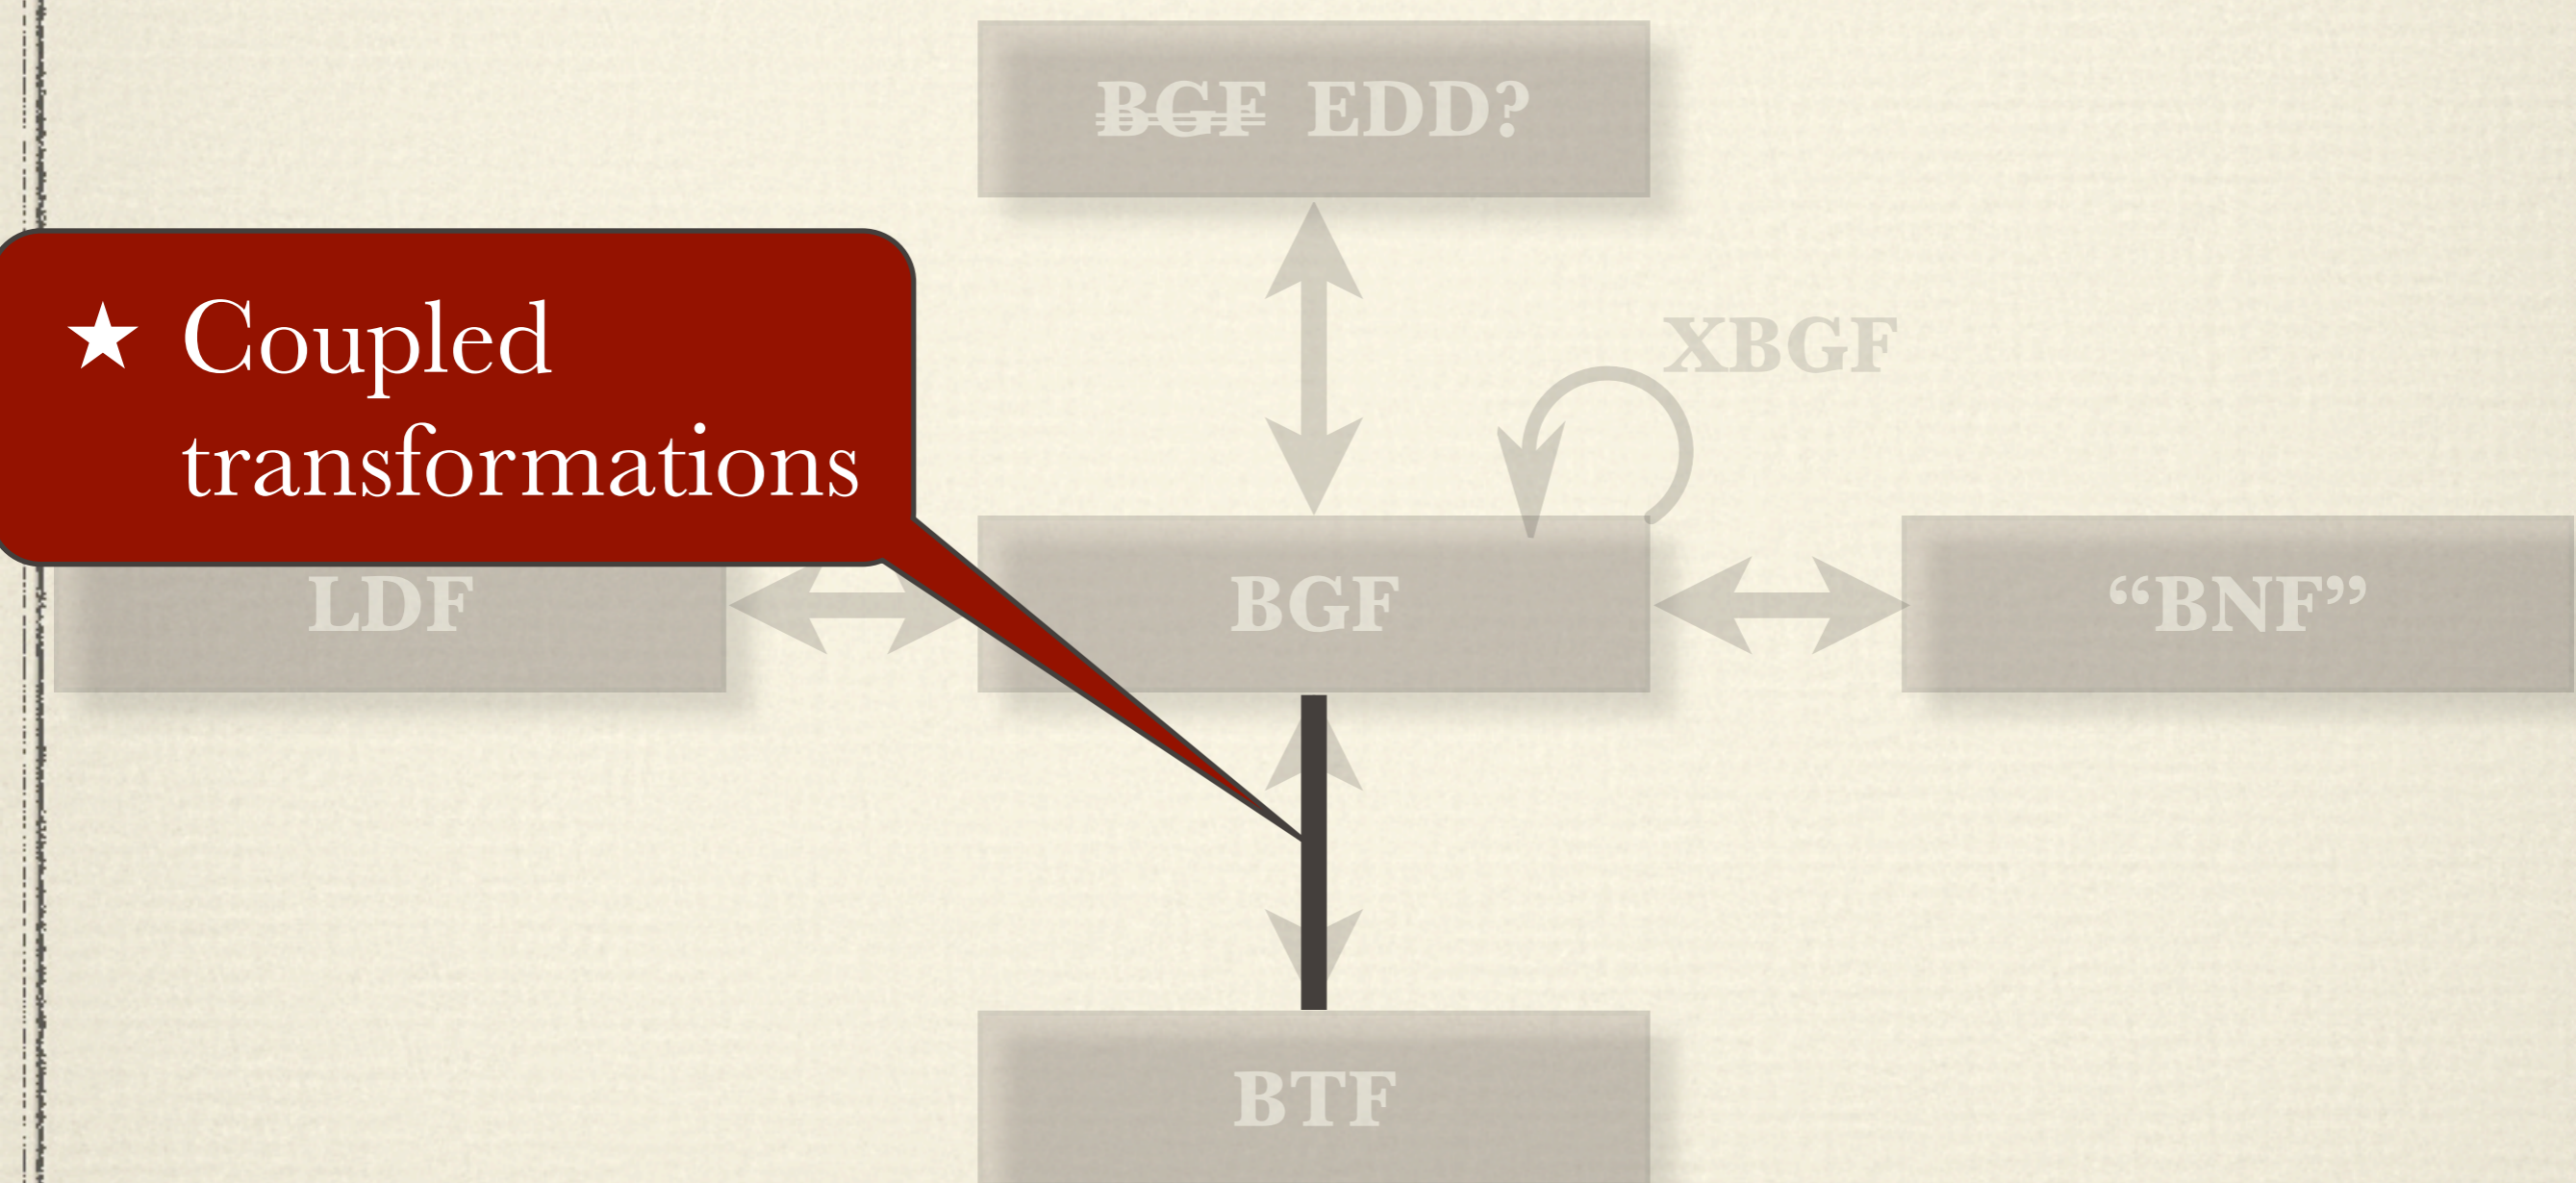 BGF EDD?
★ Coupled
transformations
XBGF
LDF
BGF
“BNF”
BTF